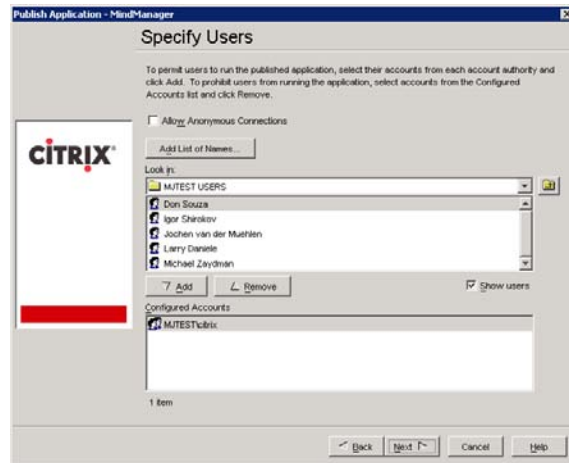 Publish Application - MindManager
Specify Users
To permit users to run the published application, select their accounts from each account authority and
click Add. To prohibit users from running the application, select accounts from the Configured
Accounts list and click Remove.
Allow Anonymous Connections
CİTRIX
Add List of Names...
Look in:
MJTEST USERS
Don Souza
Igor Shirokov
Jochen van der Muehlen
Larry Daniele
Michael Zaydman
Add Remove Show users
Configured Accounts
MJTEST\citrix
1 item
Back Next Cancel Help